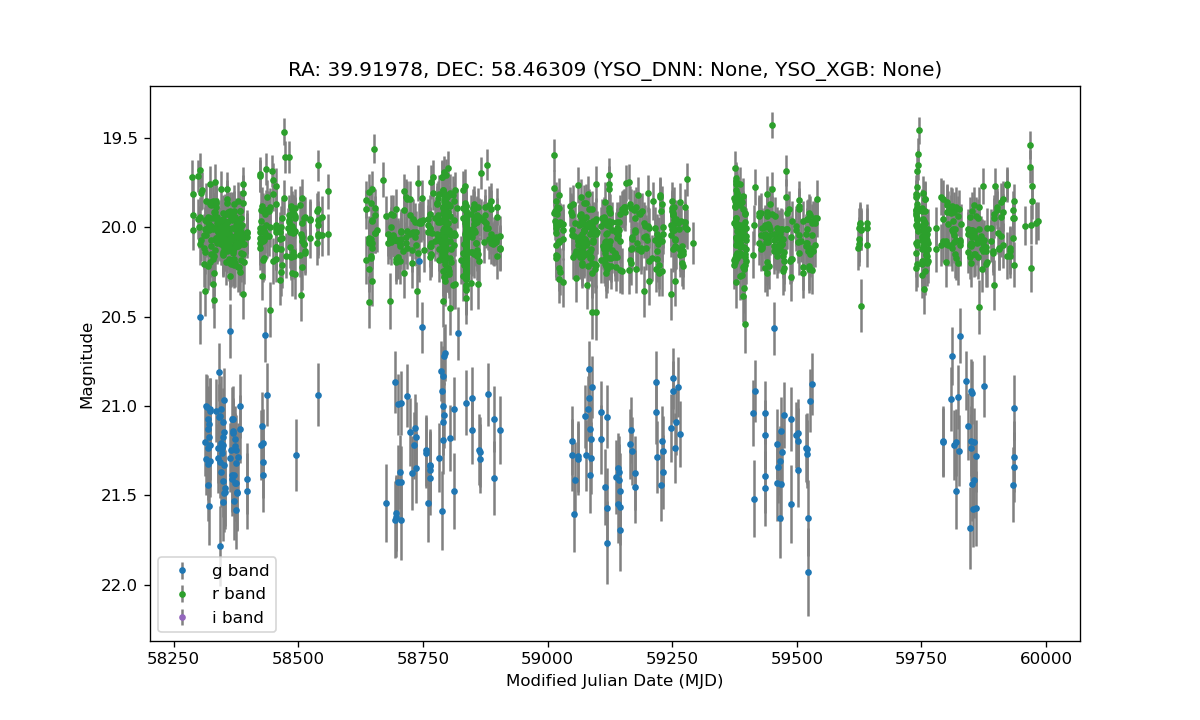 RA: 39.91978, DEC: 58.46309 (YSO_DNN: None, YSO_XGB: None)
19.5
20.0
20.5
21.0
21.5
22.0
Magnitude
g band
r band
i band
58250 58500 58750 59000 59250 59500 59750 60000
Modified Julian Date (MJD)